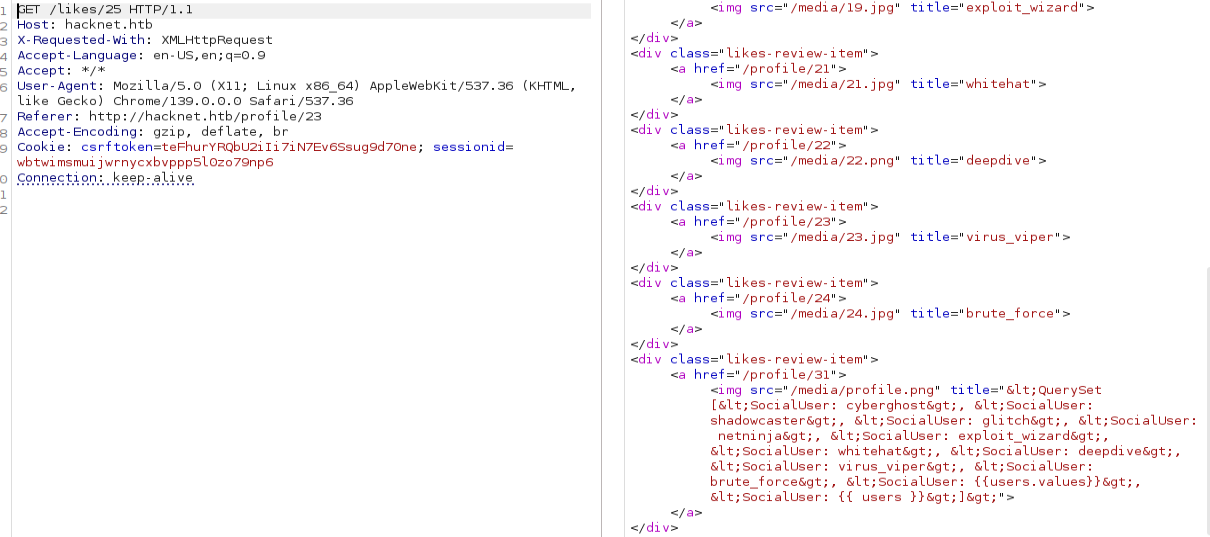 1 GET /likes/25 HTTP/1.1
2 Host: hacknet.htb
3 X-Requested-With: XMLHttpRequest
4 Accept-Language: en-US,en;q=0.9
5 Accept: */*
6 User-Agent: Mozilla/5.0 (X11; Linux x86_64) AppleWebKit/537.36 (KHTML,
like Gecko) Chrome/139.0.0.0 Safari/537.36
7 Referer: http://hacknet.htb/profile/23
8 Accept-Encoding: gzip, deflate, br
9 Cookie: csrftoken=teFhurYRQbU2iIi7iN7Ev6Ssug9d7One; sessionid=
wbtwimsmuijwrnycxbvppp5l0zo79np6
0 Connection: keep-alive
1
2
<img src="/media/19.jpg" title="exploit_wizard">
</a>
</div>
<div class="likes-review-item">
<a href="/profile/21">
<img src="/media/21.jpg" title="whitehat">
</a>
</div>
<div class="likes-review-item">
<a href="/profile/22">
<img src="/media/22.png" title="deepdive">
</a>
</div>
<div class="likes-review-item">
<a href="/profile/23">
<img src="/media/23.jpg" title="virus_viper">
</a>
</div>
<div class="likes-review-item">
<a href="/profile/24">
<img src="/media/24.jpg" title="brute_force">
</a>
</div>
<div class="likes-review-item">
<a href="/profile/31">
<img src="/media/profile.png" title="&lt;QuerySet
[&lt;SocialUser: cyberghost&gt;, &lt;SocialUser:
shadowcaster&gt;, &lt;SocialUser: glitch&gt;, &lt;SocialUser:
netninja&gt;, &lt;SocialUser: exploit_wizard&gt;,
&lt;SocialUser: whitehat&gt;, &lt;SocialUser: deepdive&gt;,
&lt;SocialUser: virus_viper&gt;, &lt;SocialUser:
brute_force&gt;, &lt;SocialUser: {{users.values}}&gt;,
&lt;SocialUser: {{ users }}&gt;]&gt;">
</a>
</div>